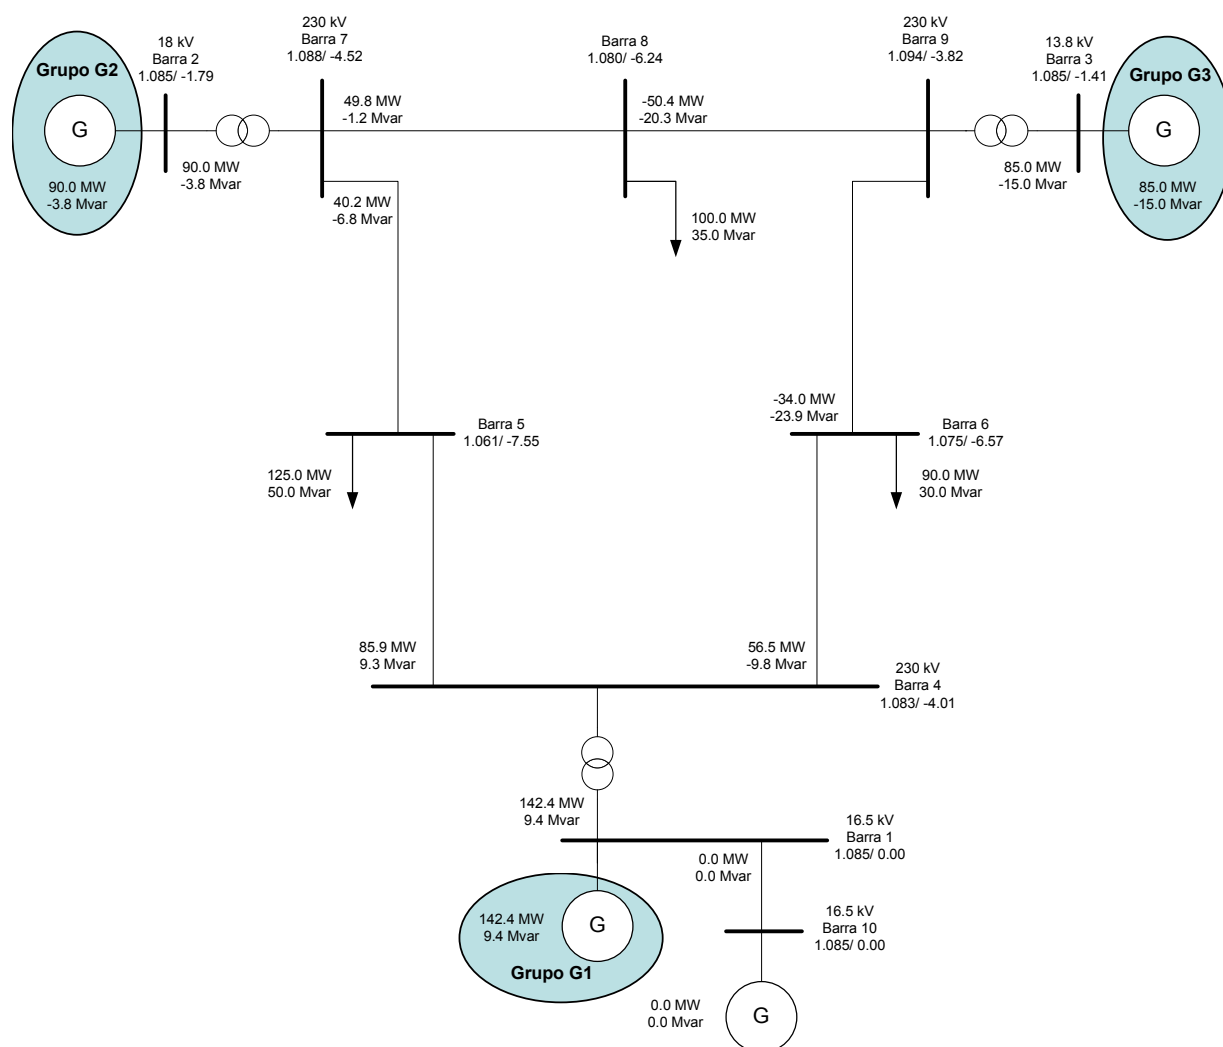 18 kV
Barra 2
1.085/ -1.79
230 kV
Barra 7
1.088/ -4.52
Barra 8
1.080/ -6.24
230 kV
Barra 9
1.094/ -3.82
13.8 kV
Barra 3
1.085/ -1.41
Grupo G2
G
90.0 MW
-3.8 Mvar
90.0 MW
-3.8 Mvar
49.8 MW
-1.2 Mvar
40.2 MW
-6.8 Mvar
-50.4 MW
-20.3 Mvar
100.0 MW
35.0 Mvar
85.0 MW
-15.0 Mvar
Grupo G3
G
85.0 MW
-15.0 Mvar
Barra 5
1.061/ -7.55
125.0 MW
50.0 Mvar
-34.0 MW
-23.9 Mvar
Barra 6
1.075/ -6.57
90.0 MW
30.0 Mvar
85.9 MW
9.3 Mvar
56.5 MW
-9.8 Mvar
230 kV
Barra 4
1.083/ -4.01
142.4 MW
9.4 Mvar
16.5 kV
Barra 1
1.085/ 0.00
0.0 MW
0.0 Mvar
142.4 MW
9.4 Mvar
G
Grupo G1
16.5 kV
Barra 10
1.085/ 0.00
0.0 MW
0.0 Mvar
G